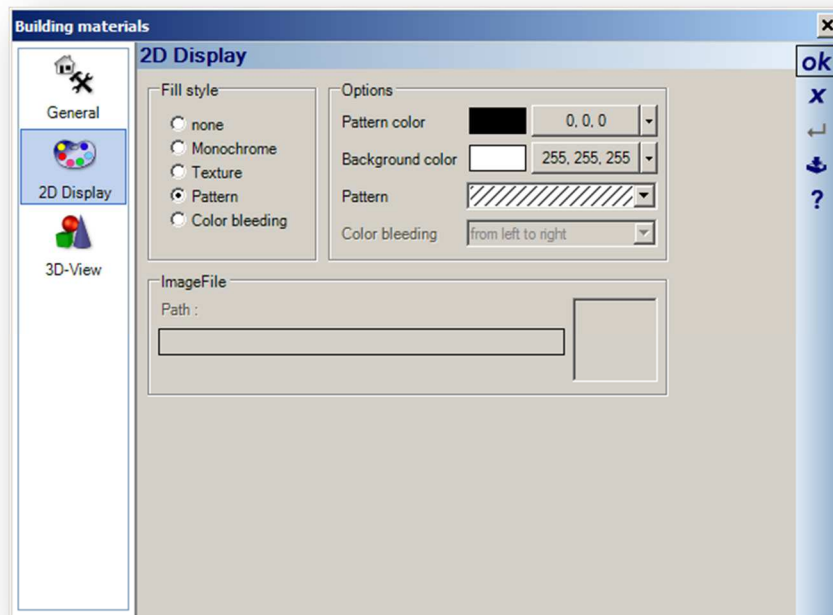 Building materials
General
2D Display
3D-View
2D Display
Fill style
none
Monochrome
Texture
Pattern
Color bleeding
Options
Pattern color
0, 0, 0
Background color
255, 255, 255
Pattern
Color bleeding
from left to right
ImageFile
Path :
ok
x
?